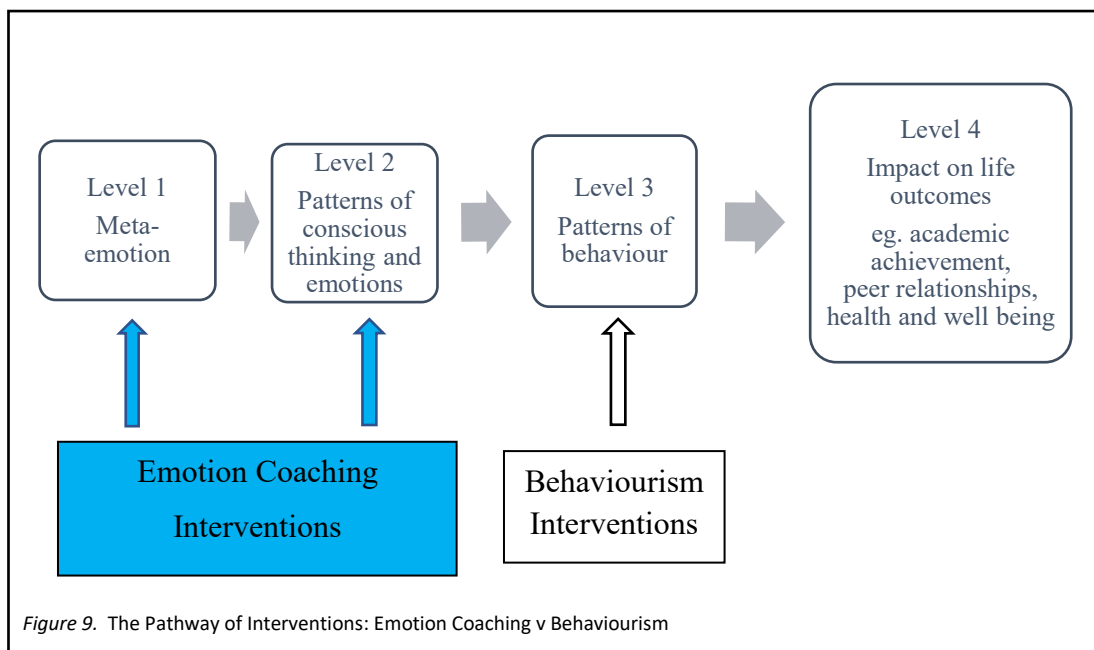 Level 1
Meta-
emotion
Level 2
Patterns of
conscious
thinking and
emotions
Level 3
Patterns of
behaviour
Level 4
Impact on life
outcomes
eg. academic
achievement,
peer relationships,
health and well being
Emotion Coaching
Interventions
Behaviourism
Interventions
Figure 9. The Pathway of Interventions: Emotion Coaching v Behaviourism